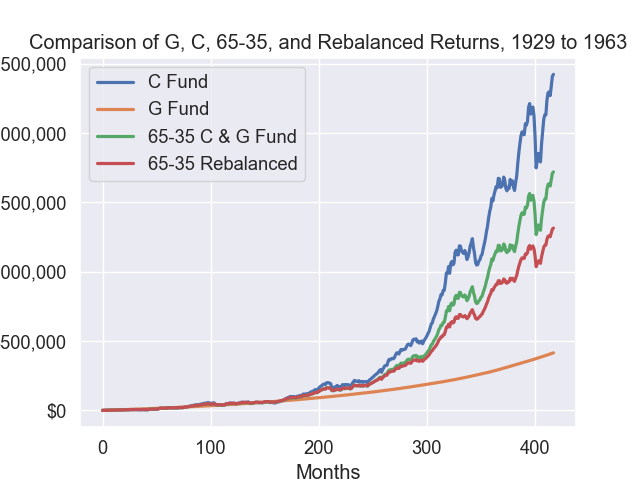 Comparison of G, C, 65-35, and Rebalanced Returns, 1929 to 1963
500,000
000,000
500,000
000,000
500,000
$0
C Fund
G Fund
65-35 C & G Fund
65-35 Rebalanced
0 100 200 300 400
Months